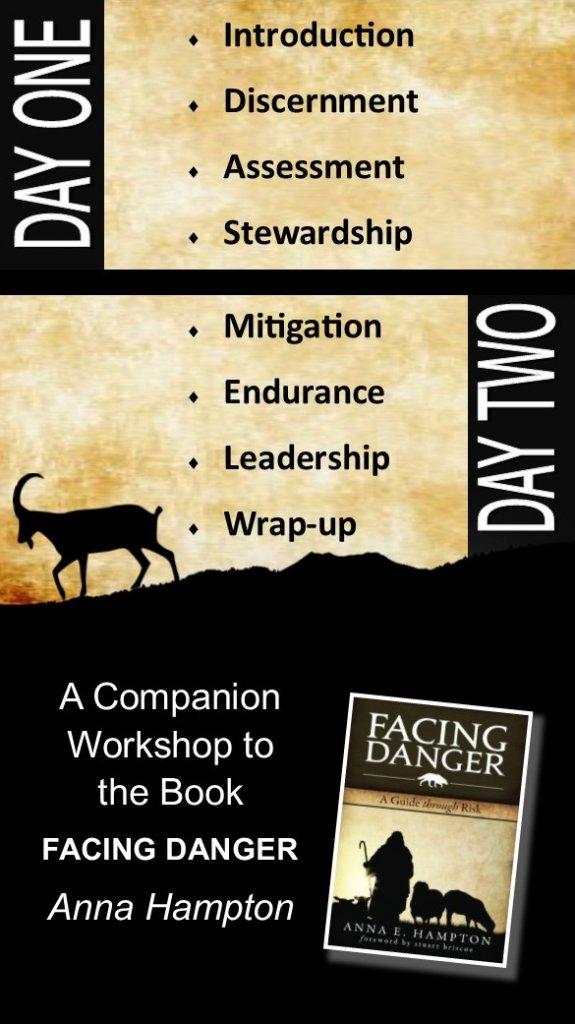 DAY ONE
♦ Introduction
♦ Discernment
♦ Assessment
♦ Stewardship
♦ Mitigation
♦ Endurance
♦ Leadership
♦ Wrap-up
DAY TWO
A Companion
Workshop to
the Book
FACING DANGER
Anna Hampton
FACING
DANGER
A Guide through Risk
ANNA E. HAMPTON
foreword by stuart briscoe